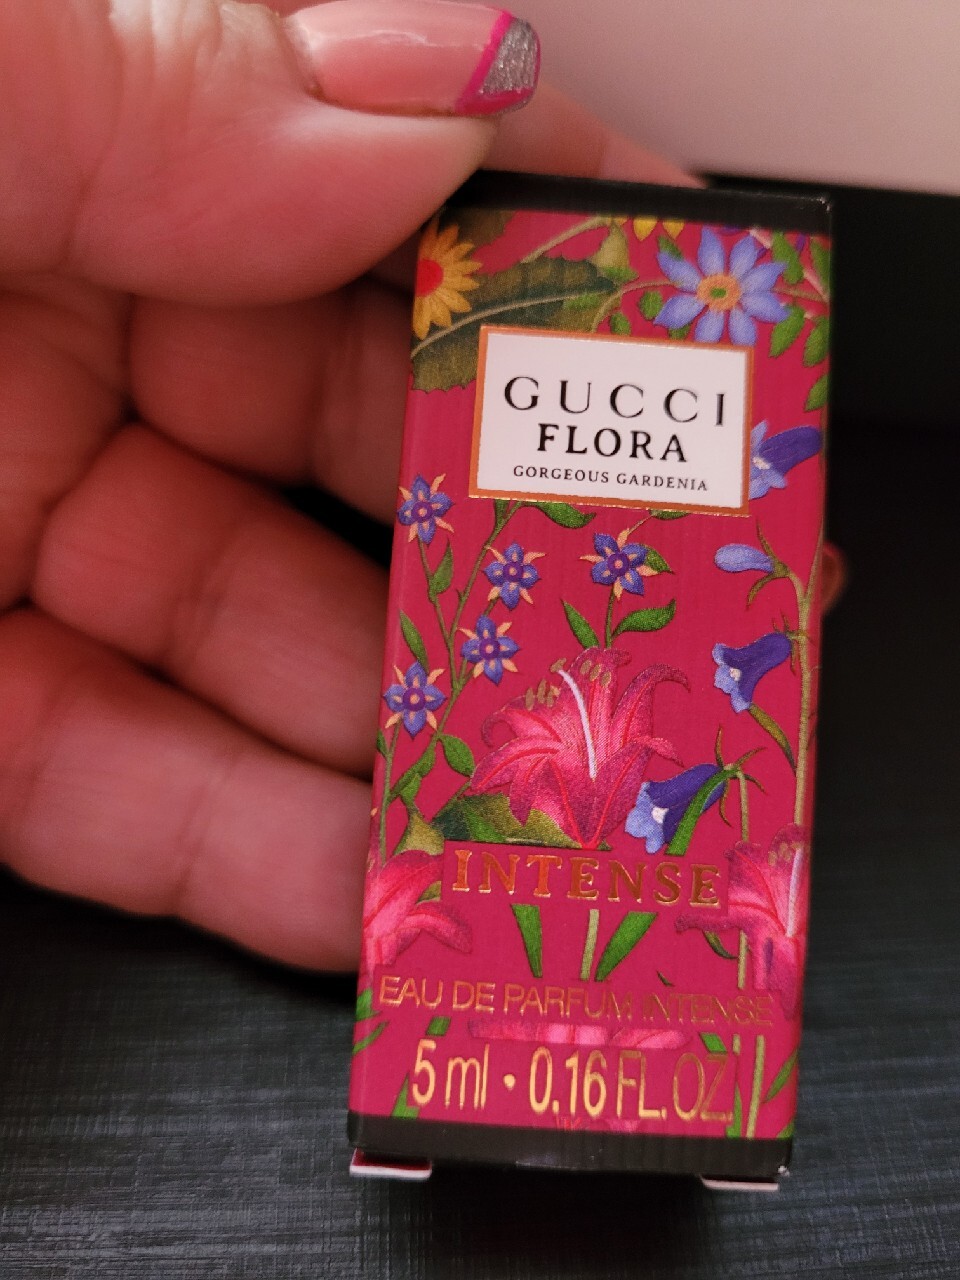 GUCCI
FLORA
GORGEOUS GARDENIA
INTENSE
EAU DE PARFUM INTENSE
5 ml • 0.16 FL. OZ.